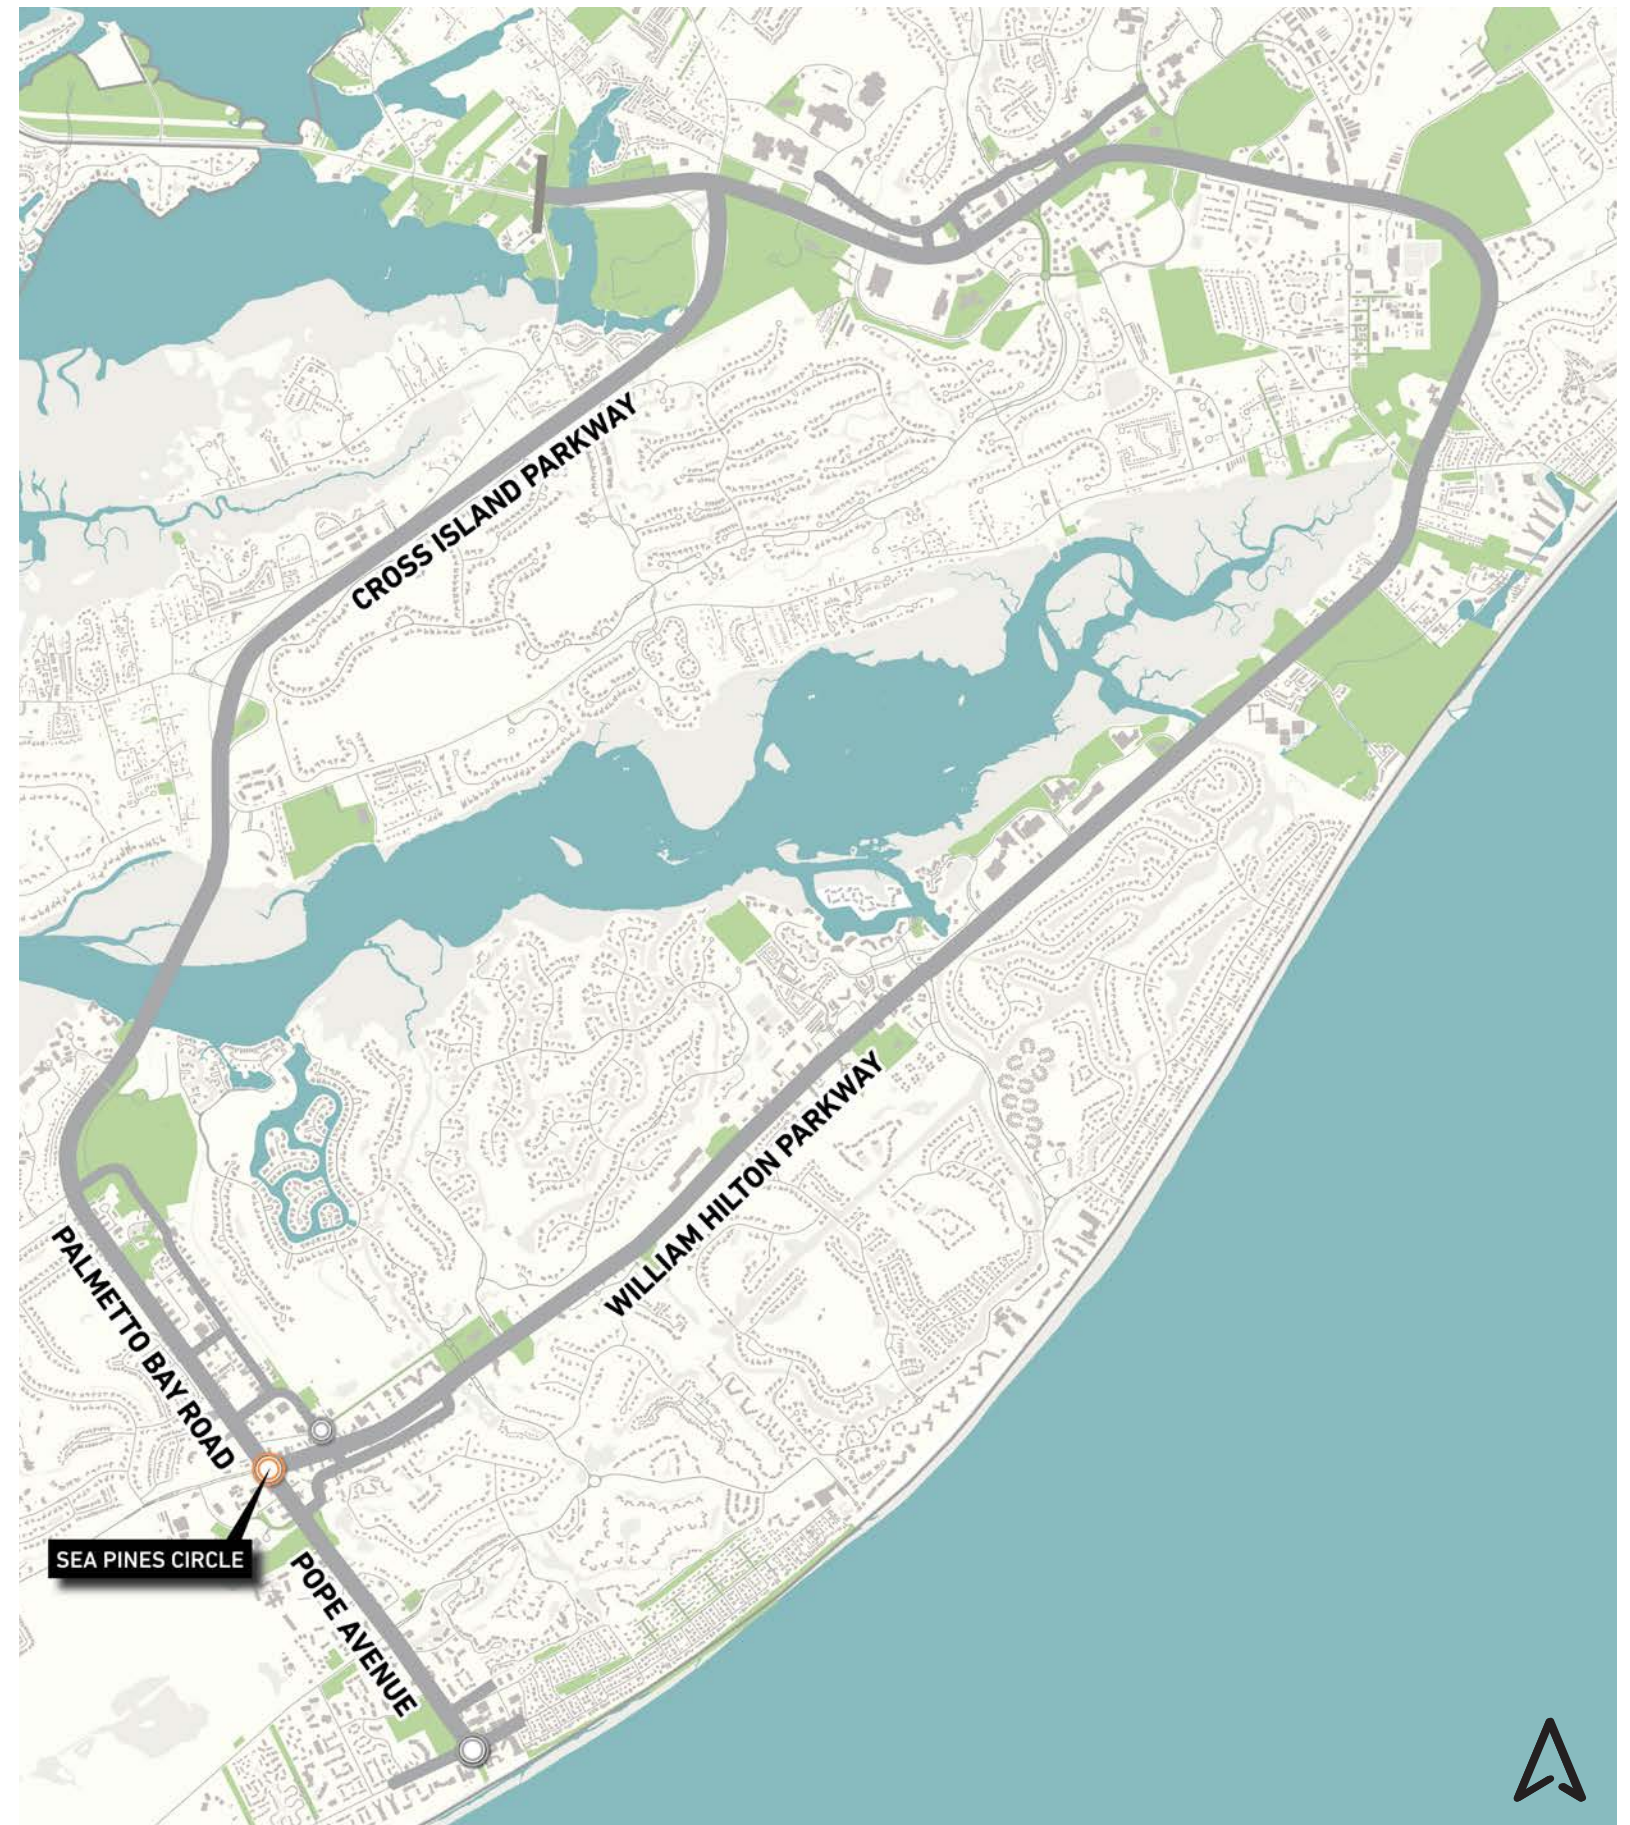 CROSS ISLAND PARKWAY
WILLIAM HILTON PARKWAY
PALMETTO BAY ROAD
SEA PINES CIRCLE
POPE AVENUE